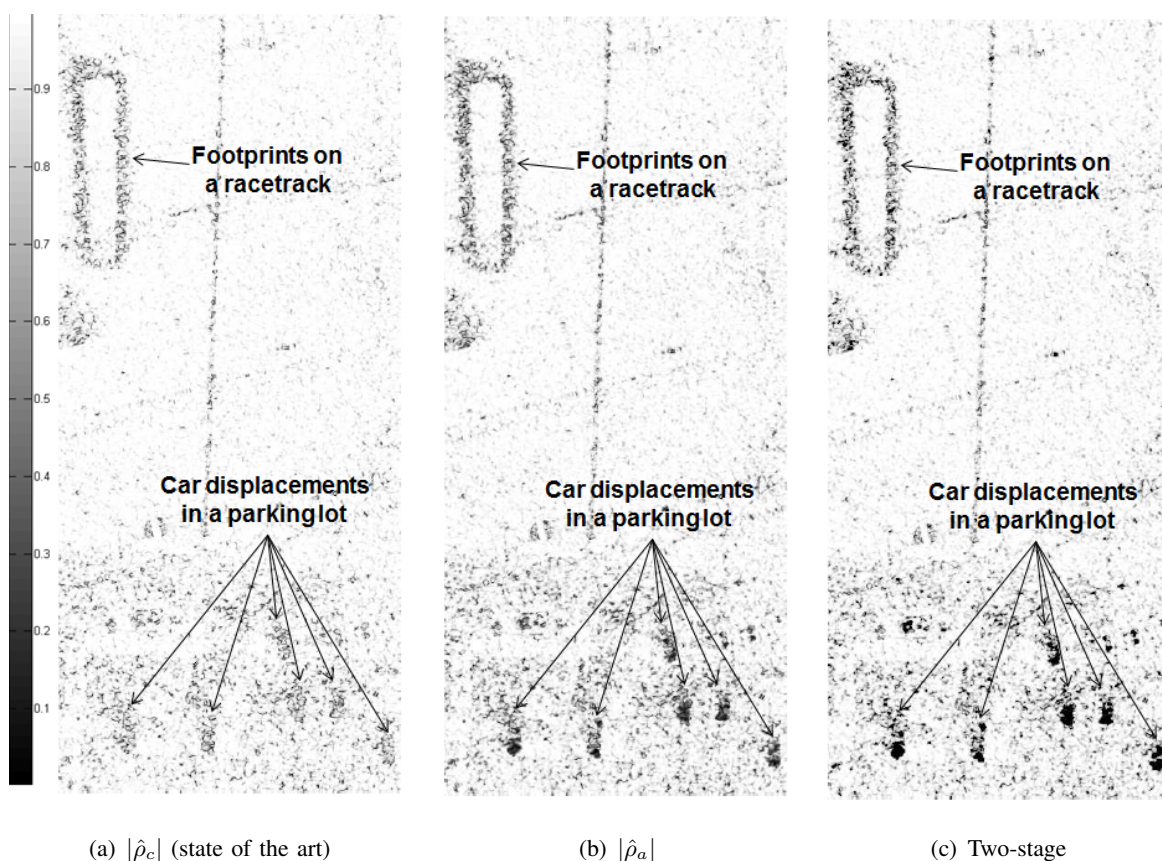 0.9
0.8
0.7
0.6
0.5
0.4
0.3
0.2
0.1
Footprints on
a racetrack
Car displacements
in a parking lot
Footprints on
a racetrack
Car displacements
in a parking lot
Footprints on
a racetrack
Car displacements
in a parking lot
(a) |ρ̂c| (state of the art)
(b) |ρ̂a|
(c) Two-stage